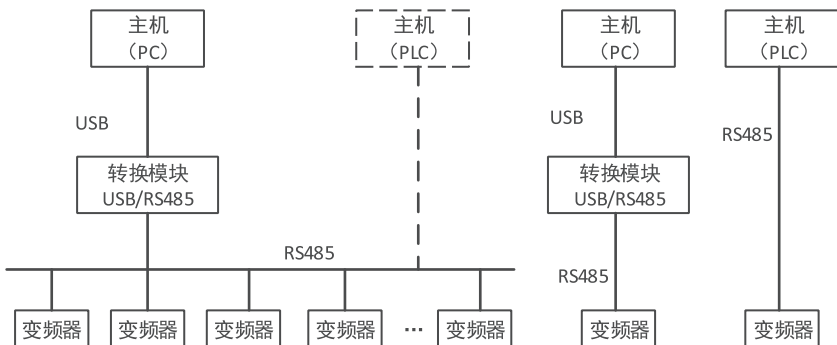 主机
（PC）
主机
（PLC）
主机
（PC）
主机
（PLC）
USB
USB
RS485
转换模块
USB/RS485
转换模块
USB/RS485
RS485
RS485
变频器
变频器
变频器
变频器
...
变频器
变频器
变频器